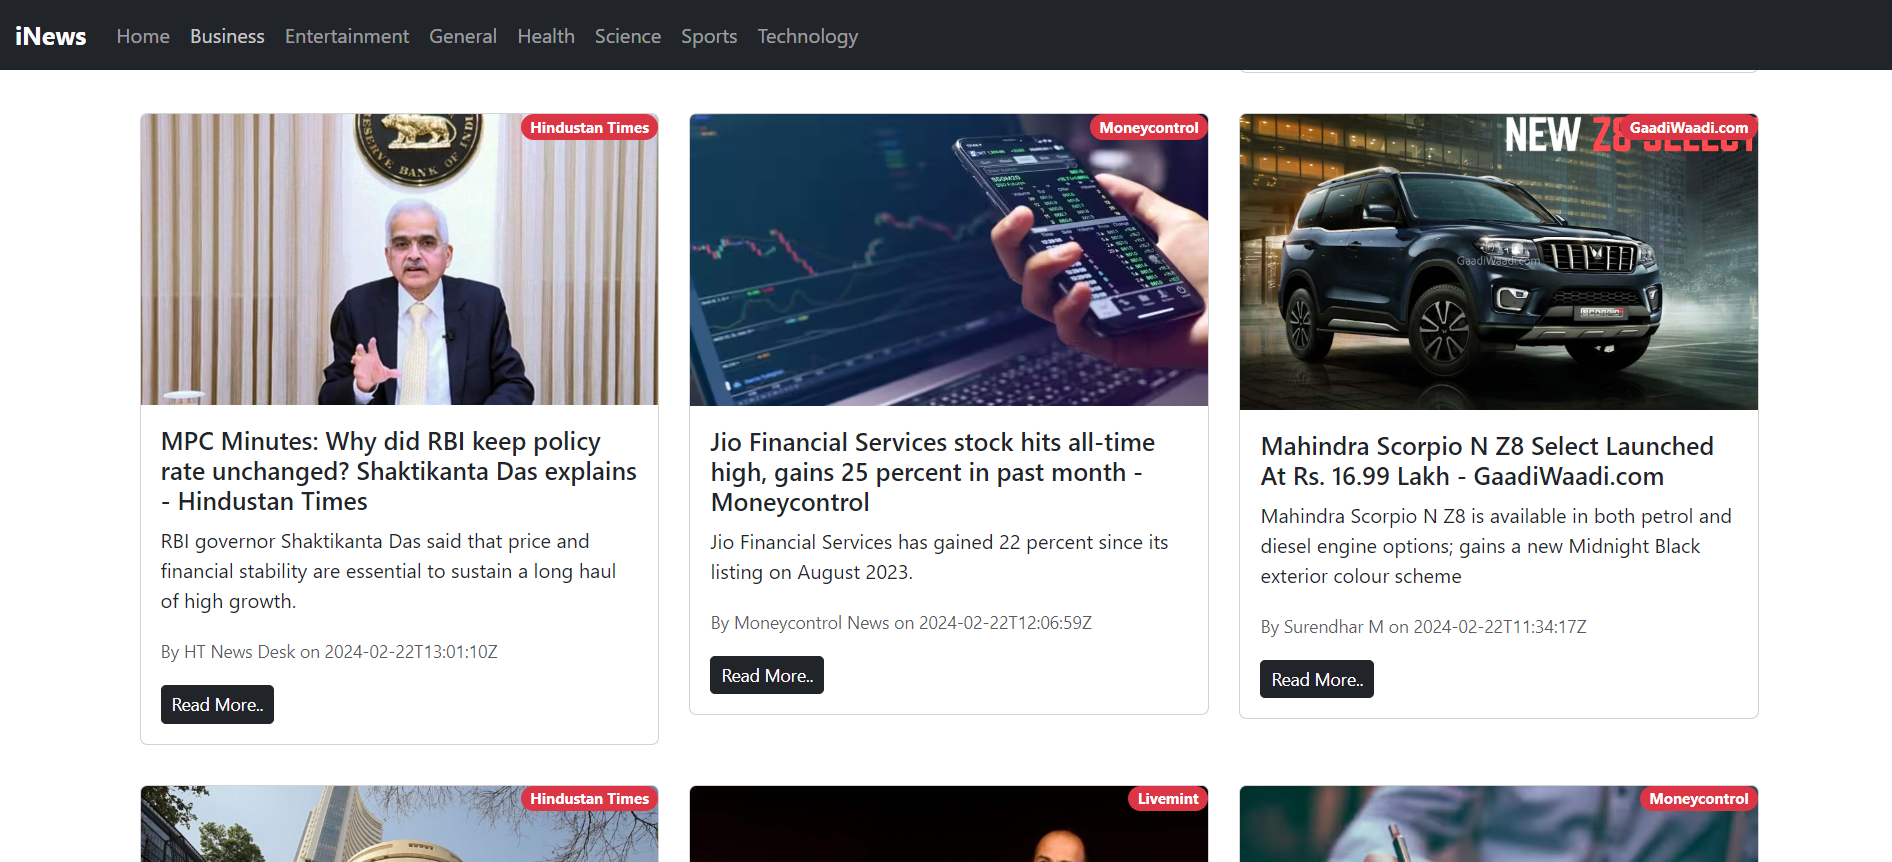 iNews Home Business Entertainment General Health Science Sports Technology
Hindustan Times
RESERVE BANK OF INDIA
MPC Minutes: Why did RBI keep policy
rate unchanged? Shaktikanta Das explains
- Hindustan Times
RBI governor Shaktikanta Das said that price and
financial stability are essential to sustain a long haul
of high growth.
By HT News Desk on 2024-02-22T13:01:10Z
Read More..
Moneycontrol
Jio Financial Services stock hits all-time
high, gains 25 percent in past month -
Moneycontrol
Jio Financial Services has gained 22 percent since its
listing on August 2023.
By Moneycontrol News on 2024-02-22T12:06:59Z
Read More..
GaadiWaadi.com
NEW Z8 SELECT
GaadiWaadi.com
Mahindra Scorpio N Z8 Select Launched
At Rs. 16.99 Lakh - GaadiWaadi.com
Mahindra Scorpio N Z8 is available in both petrol and
diesel engine options; gains a new Midnight Black
exterior colour scheme
By Surendhar M on 2024-02-22T11:34:17Z
Read More..
Hindustan Times
Livemint
Moneycontrol